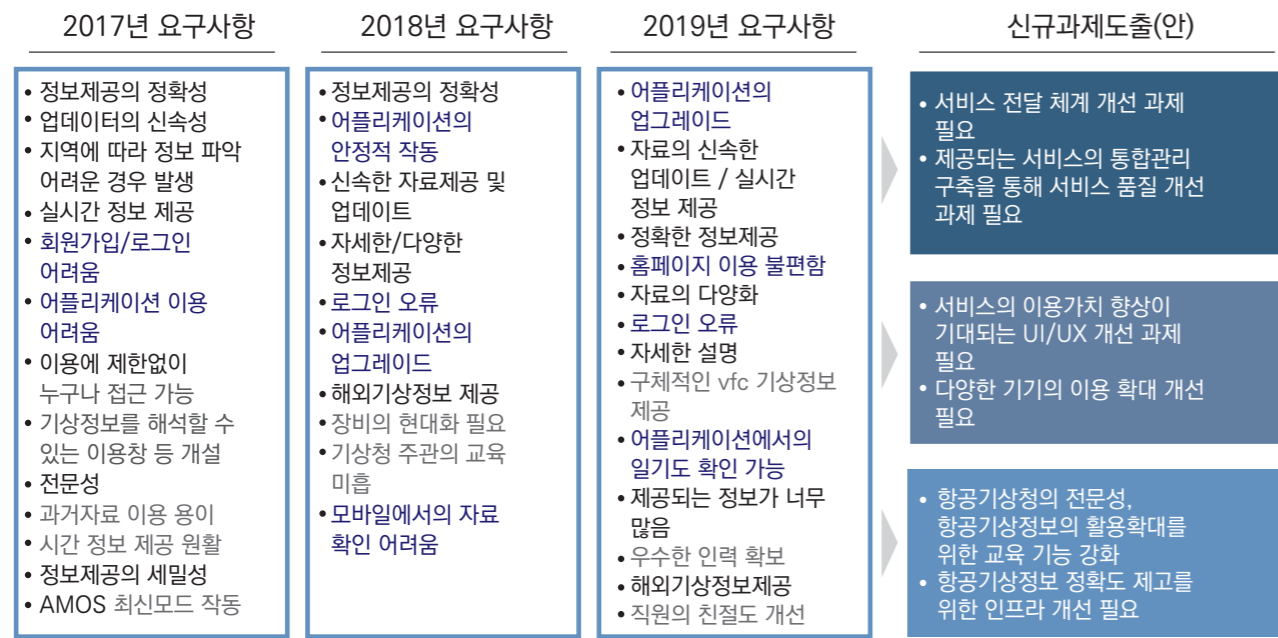 2017년 요구사항
• 정보제공의 정확성
• 업데이터의 신속성
• 지역에 따라 정보 파악
어려운 경우 발생
• 실시간 정보 제공
• 회원가입/로그인
어려움
• 어플리케이션 이용
어려움
• 이용에 제한없이
누구나 접근 가능
• 기상정보를 해석할 수
있는 이용창 등 개설
• 전문성
• 과거자료 이용 용이
• 시간 정보 제공 원활
• 정보제공의 세밀성
• AMOS 최신모드 작동
2018년 요구사항
• 정보제공의 정확성
• 어플리케이션의
안정적 작동
• 신속한 자료제공 및
업데이트
• 자세한/다양한
정보제공
• 로그인 오류
• 어플리케이션의
업그레이드
• 해외기상정보 제공
• 장비의 현대화 필요
• 기상청 주관의 교육
미흡
• 모바일에서의 자료
확인 어려움
2019년 요구사항
• 어플리케이션의
업그레이드
• 자료의 신속한
업데이트 / 실시간
정보 제공
• 정확한 정보제공
• 홈페이지 이용 불편함
• 자료의 다양화
• 로그인 오류
• 자세한 설명
• 구체적인 vfc 기상정보
제공
• 어플리케이션에서의
일기도 확인 가능
• 제공되는 정보가 너무
많음
• 우수한 인력 확보
• 해외기상정보제공
• 직원의 친절도 개선
신규과제도출(안)
• 서비스 전달 체계 개선 과제
필요
• 제공되는 서비스의 통합관리
구축을 통해 서비스 품질 개선
과제 필요
• 서비스의 이용가치 향상이
기대되는 UI/UX 개선 과제
필요
• 다양한 기기의 이용 확대 개선
필요
• 항공기상청의 전문성,
항공기상정보의 활용확대를
위한 교육 기능 강화
• 항공기상정보 정확도 제고를
위한 인프라 개선 필요